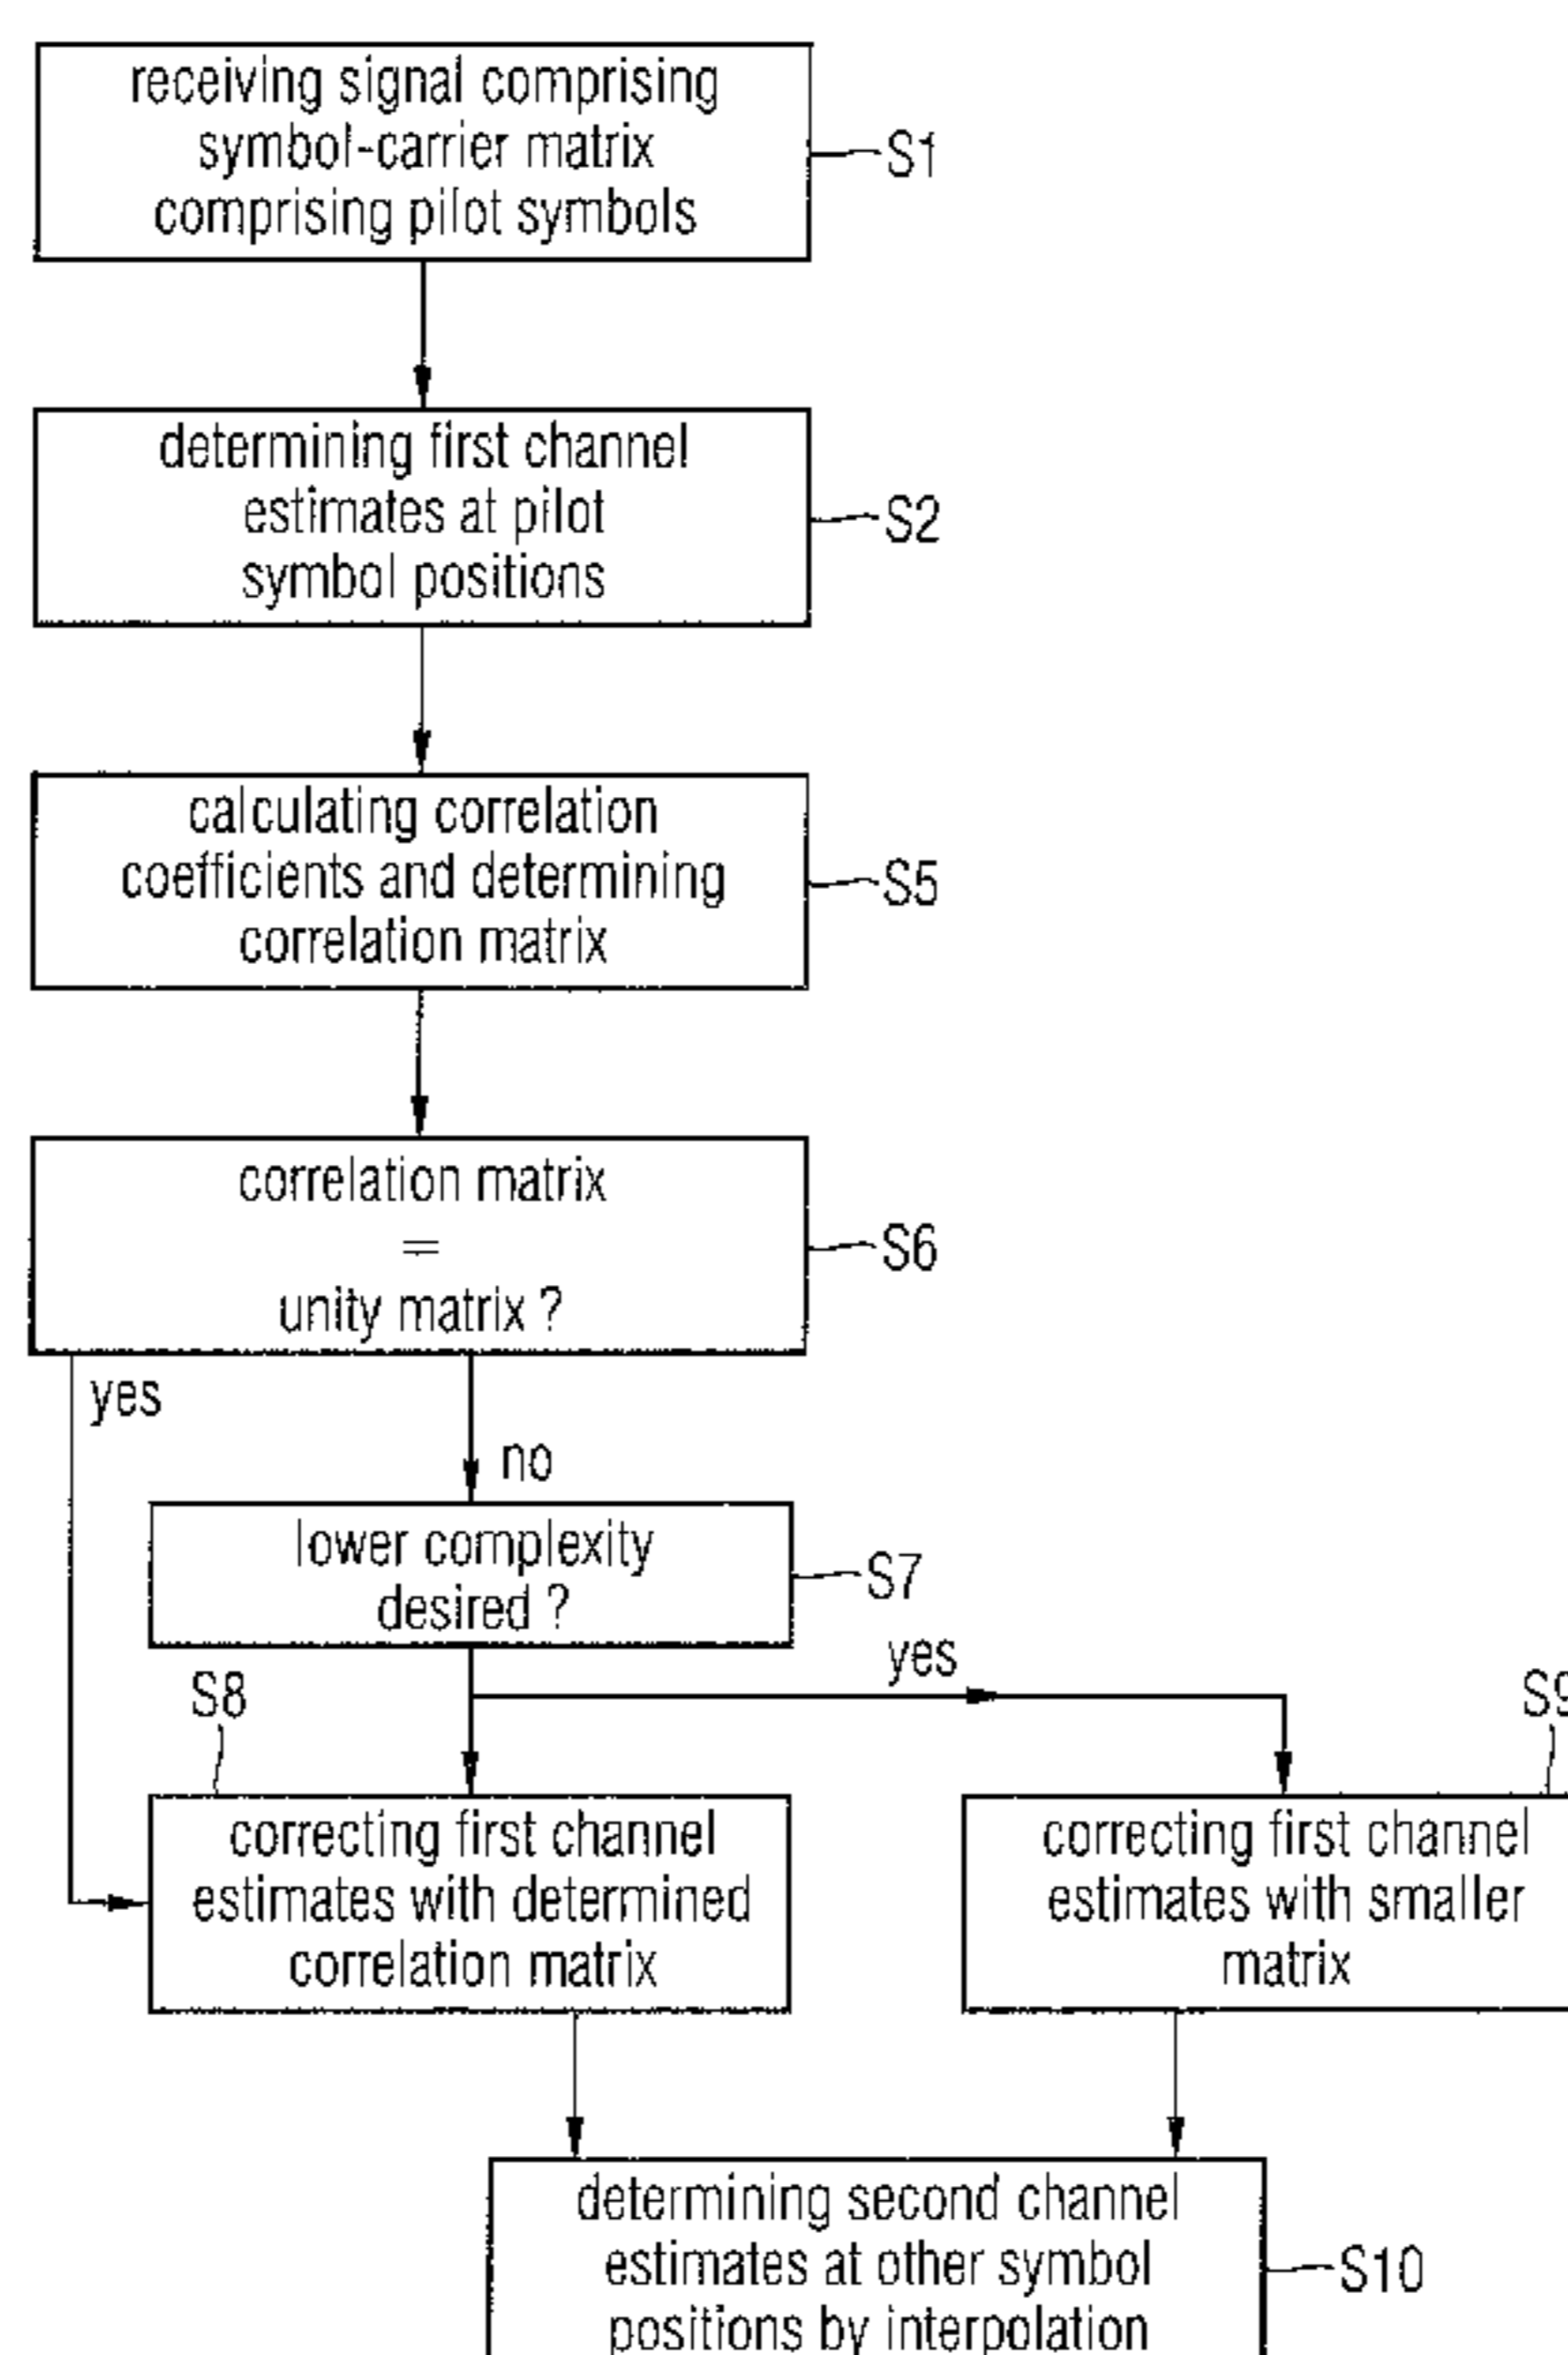 receiving signal comprising
symbol-carrier matrix
comprising pilot symbols
S1
determining first channel
estimates at pilot
symbol positions
S2
calculating correlation
coefficients and determining
correlation matrix
S5
correlation matrix
=
unity matrix ?
S6
yes
no
lower complexity
desired ?
S7
yes
S8
S9
correcting first channel
estimates with determined
correlation matrix
correcting first channel
estimates with smaller
matrix
determining second channel
estimates at other symbol
positions by interpolation
S10